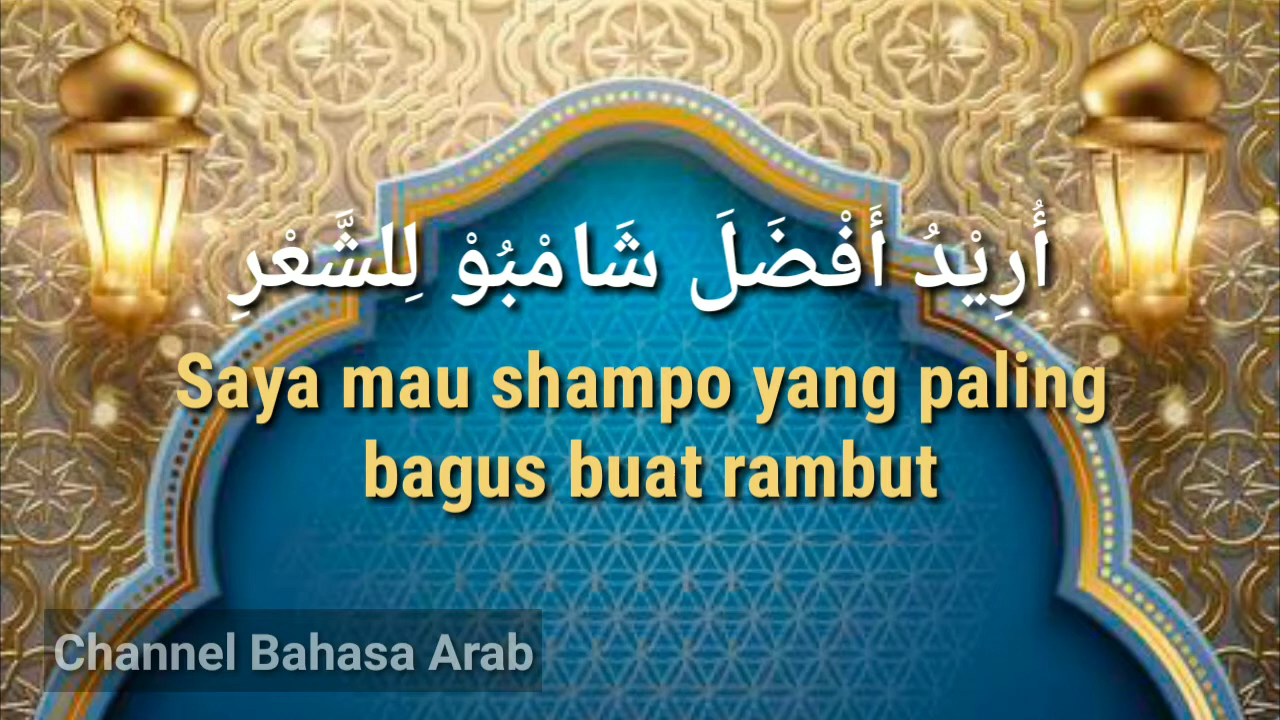 أُرِيْدُ أَفْضَلَ شَامْبُوْ لِلشَّعْرِ
Saya mau shampo yang paling
bagus buat rambut
Channel Bahasa Arab